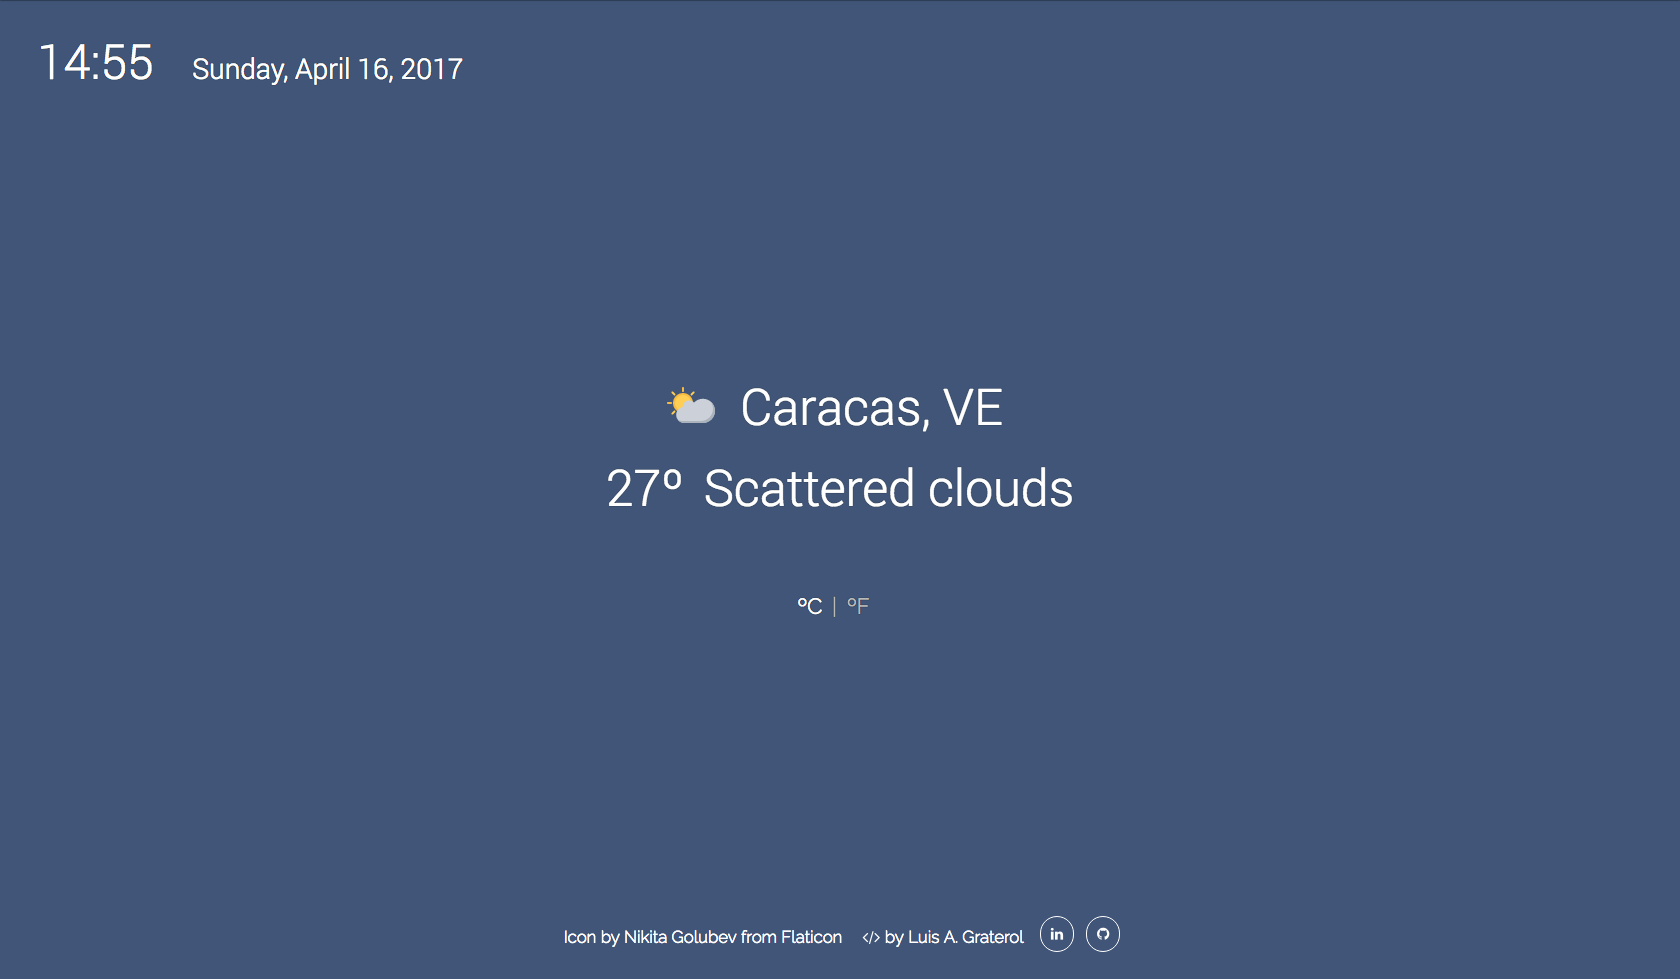 14:55 Sunday, April 16, 2017
Caracas, VE
27º Scattered clouds
ºC | ºF
Icon by Nikita Golubev from Flaticon </> by Luis A. Graterol in